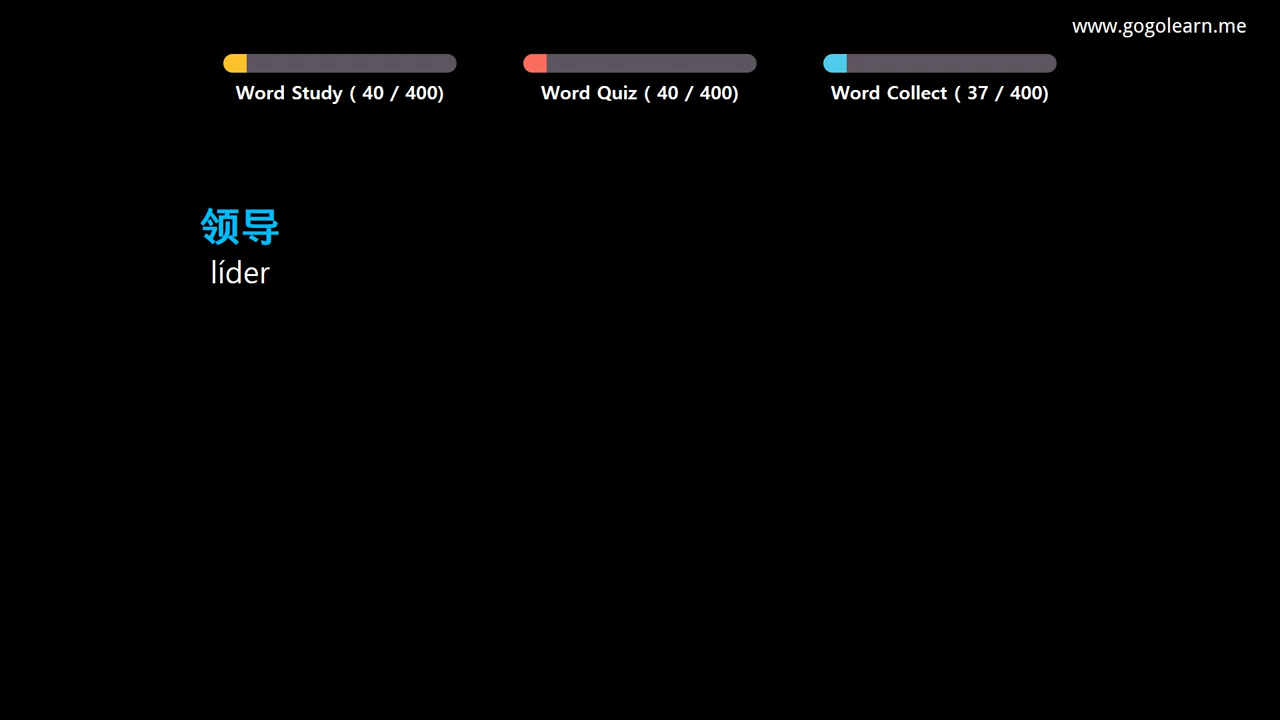 www.gogolearn.me
Word Study ( 40 / 400)
Word Quiz ( 40 / 400)
Word Collect ( 37 / 400)
领导
líder